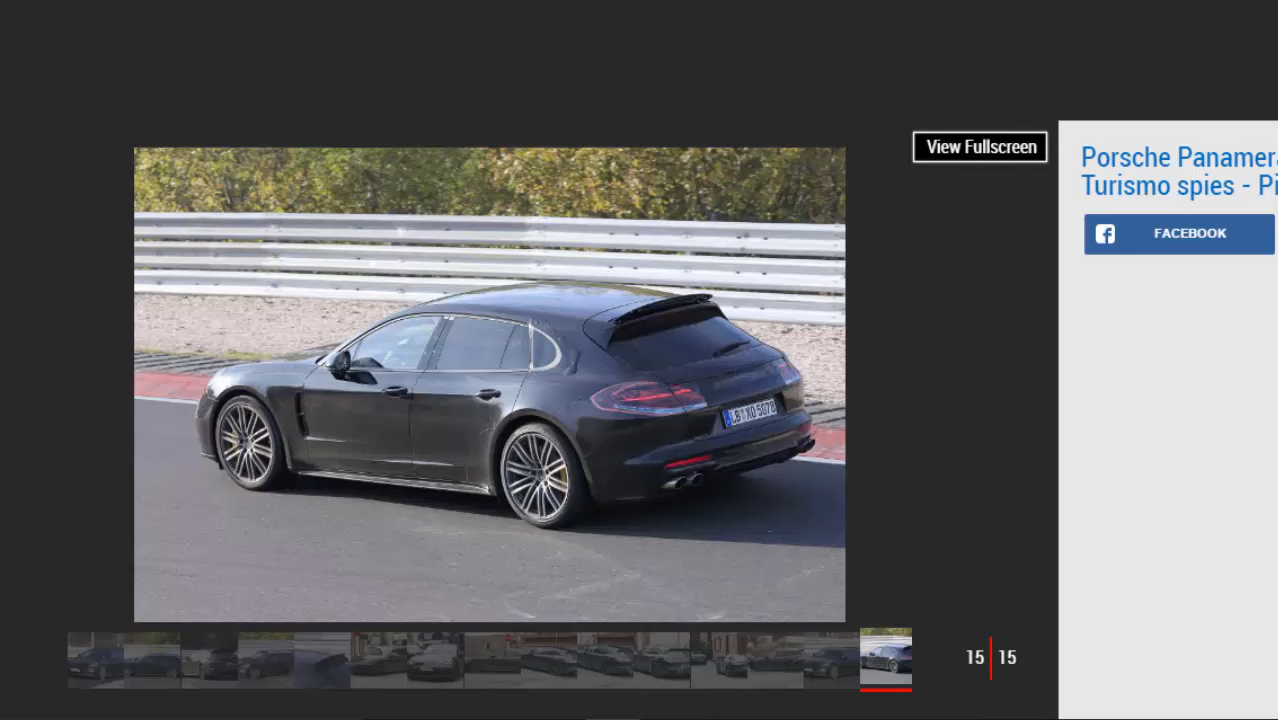 View Fullscreen
Porsche Panamera
Turismo spies - Pi
FACEBOOK
LB XO 5078
15 15